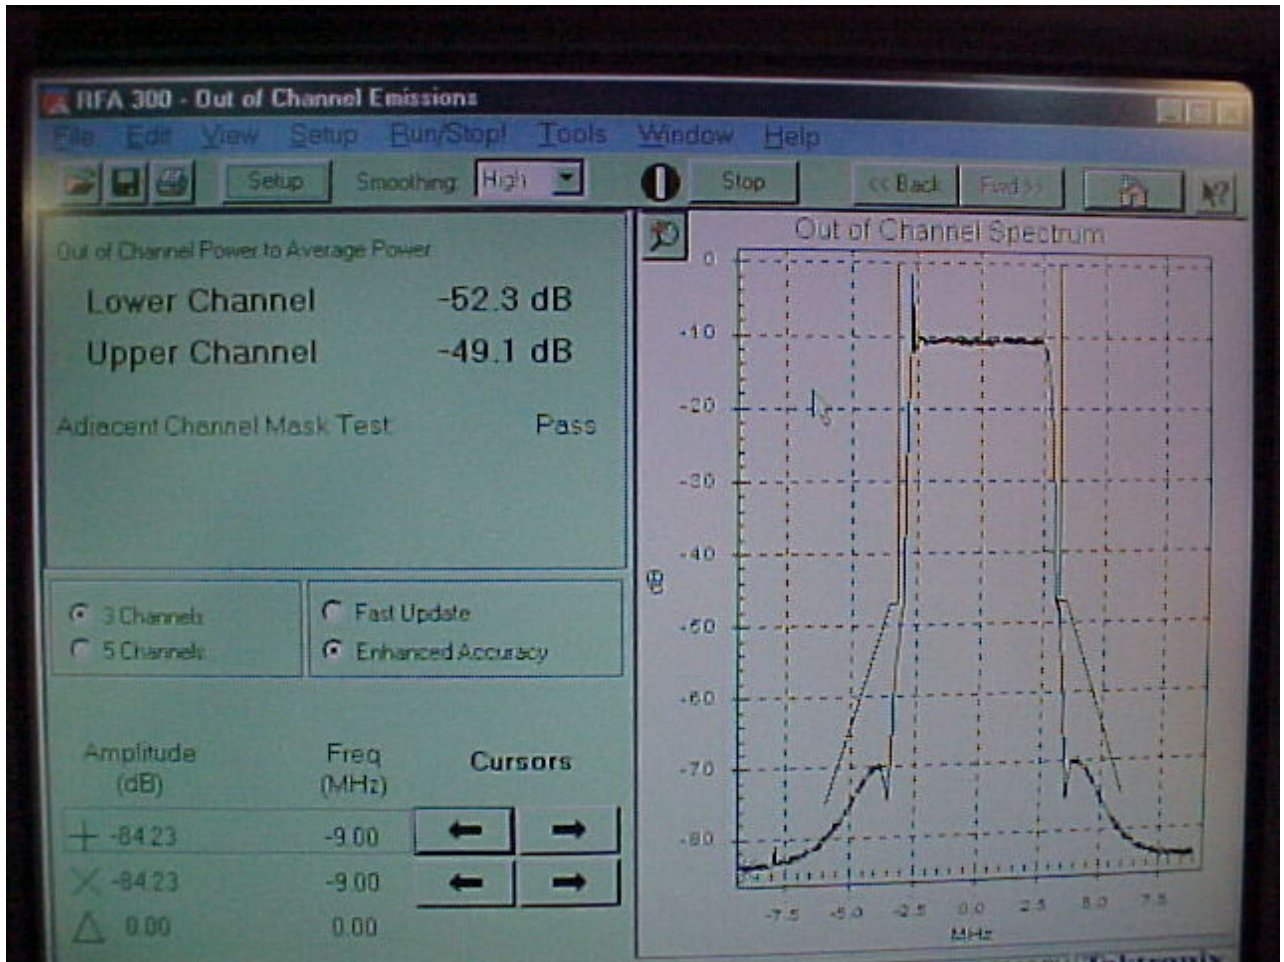 RFA 300 - Out of Channel Emissions
File Edit View Setup Run/Stop! Tools Window Help
Setup Smoothing: High Stop << Back Fwd >>
Out of Channel Power to Average Power
Lower Channel -52.3 dB
Upper Channel -49.1 dB
Adjacent Channel Mask Test: Pass
3 Channels
5 Channels
Fast Update
Enhanced Accuracy
Amplitude (dB) Freq (MHz) Cursors
-84.23 -9.00
-84.23 -9.00
0.00 0.00
Out of Channel Spectrum
0
-10
-20
-30
-40
dB
-50
-60
-70
-80
-7.5 -5.0 -2.5 0.0 2.5 5.0 7.5
MHz
Tektronix